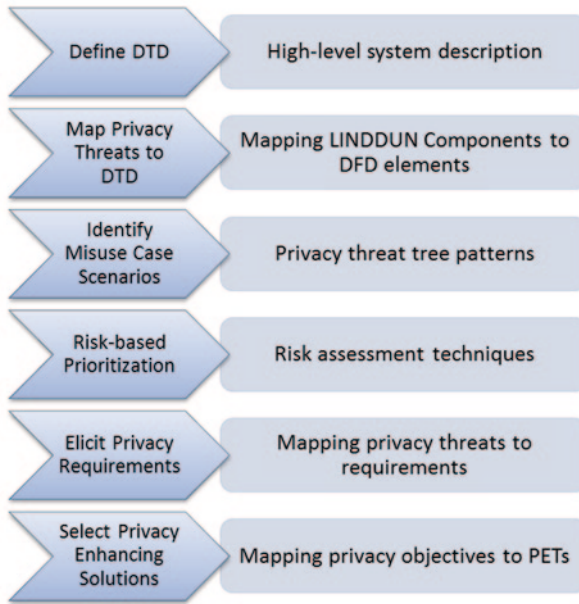 Define DTD
High-level system description
Map Privacy
Threats to
DTD
Mapping LINDDUN Components to
DFD elements
Identify
Misuse Case
Scenarios
Privacy threat tree patterns
Risk-based
Prioritization
Risk assessment techniques
Elicit Privacy
Requirements
Mapping privacy threats to
requirements
Select Privacy
Enhancing
Solutions
Mapping privacy objectives to PETs